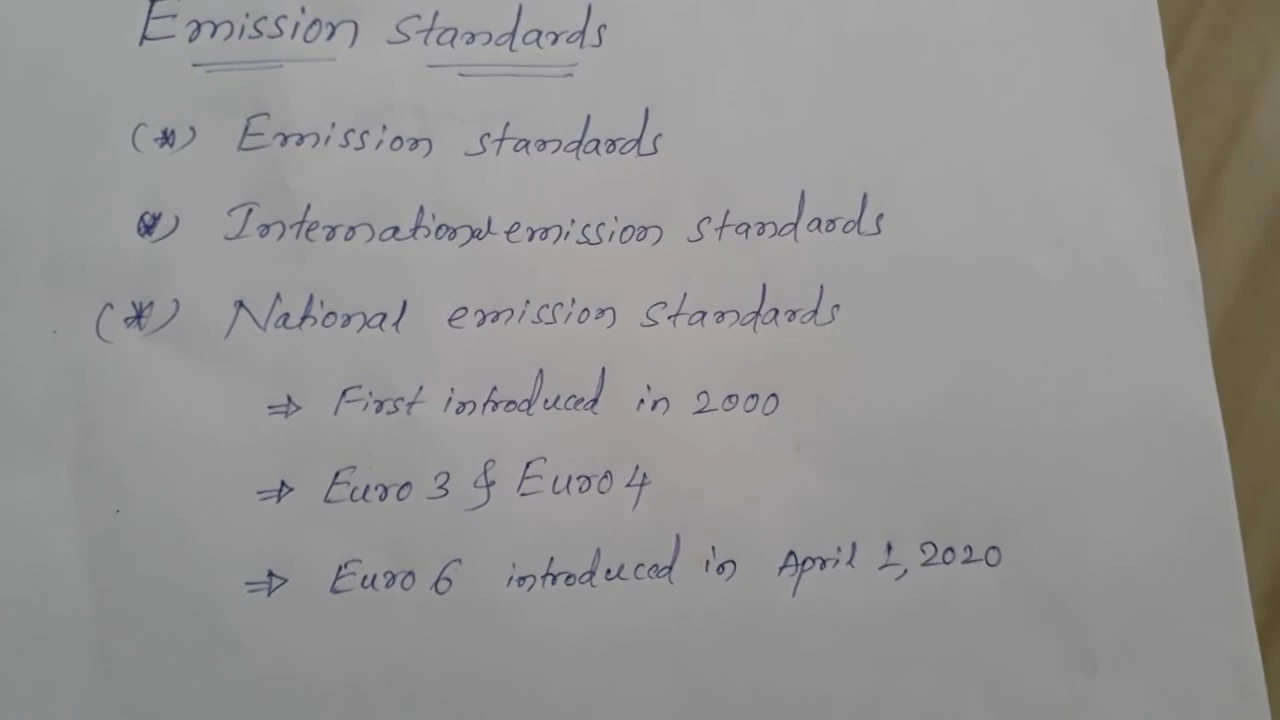 Emission Standards
(*) Emission standards
*) International emission standards
(*) National emission standards
⇒ First introduced in 2000
⇒ Euro 3 & Euro 4
⇒ Euro 6 introduced in April 1, 2020